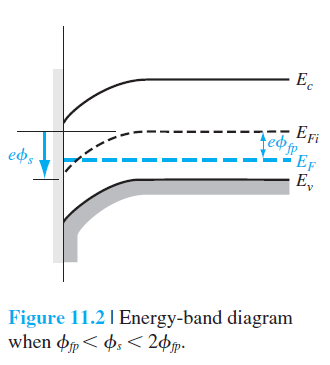 E_c
E_Fi
eϕ_fp
eϕ_s
E_F
E_v
Figure 11.2 | Energy-band diagram
when ϕ_fp < ϕ_s < 2ϕ_fp.